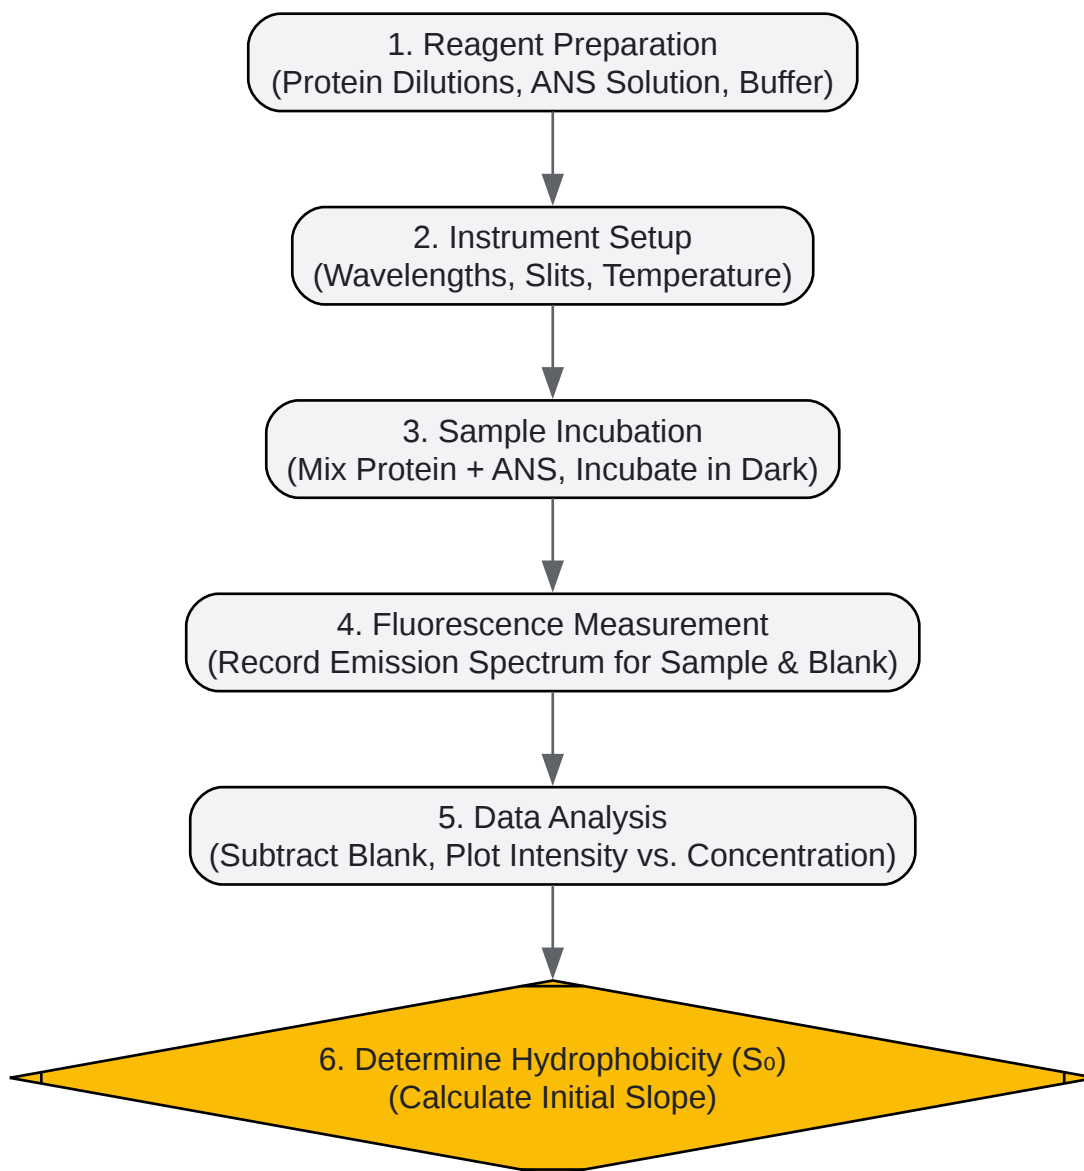 1. Reagent Preparation
(Protein Dilutions, ANS Solution, Buffer)
2. Instrument Setup
(Wavelengths, Slits, Temperature)
3. Sample Incubation
(Mix Protein + ANS, Incubate in Dark)
4. Fluorescence Measurement
(Record Emission Spectrum for Sample & Blank)
5. Data Analysis
(Subtract Blank, Plot Intensity vs. Concentration)
6. Determine Hydrophobicity (S₀)
(Calculate Initial Slope)